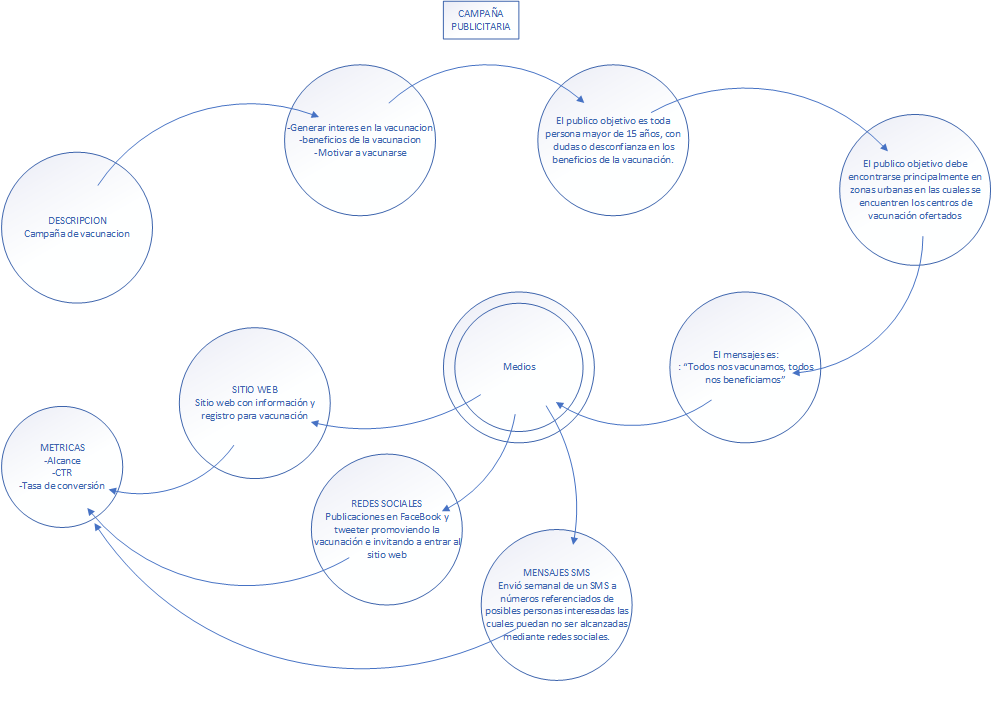 CAMPAÑA
PUBLICITARIA
DESCRIPCION
Campaña de vacunacion
-Generar interes en la vacunacion
-beneficios de la vacunacion
-Motivar a vacunarse
El publico objetivo es toda
persona mayor de 15 años, con
dudas o desconfianza en los
beneficios de la vacunación.
El publico objetivo debe
encontrarse principalmente en
zonas urbanas en las cuales se
encuentren los centros de
vacunación ofertados
El mensajes es:
: “Todos nos vacunamos, todos
nos beneficiamos”
Medios
SITIO WEB
Sitio web con información y
registro para vacunación
REDES SOCIALES
Publicaciones en FaceBook y
tweeter promoviendo la
vacunación e invitando a entrar al
sitio web
MENSAJES SMS
Envió semanal de un SMS a
números referenciados de
posibles personas interesadas las
cuales puedan no ser alcanzadas
mediante redes sociales.
METRICAS
-Alcance
-CTR
-Tasa de conversión